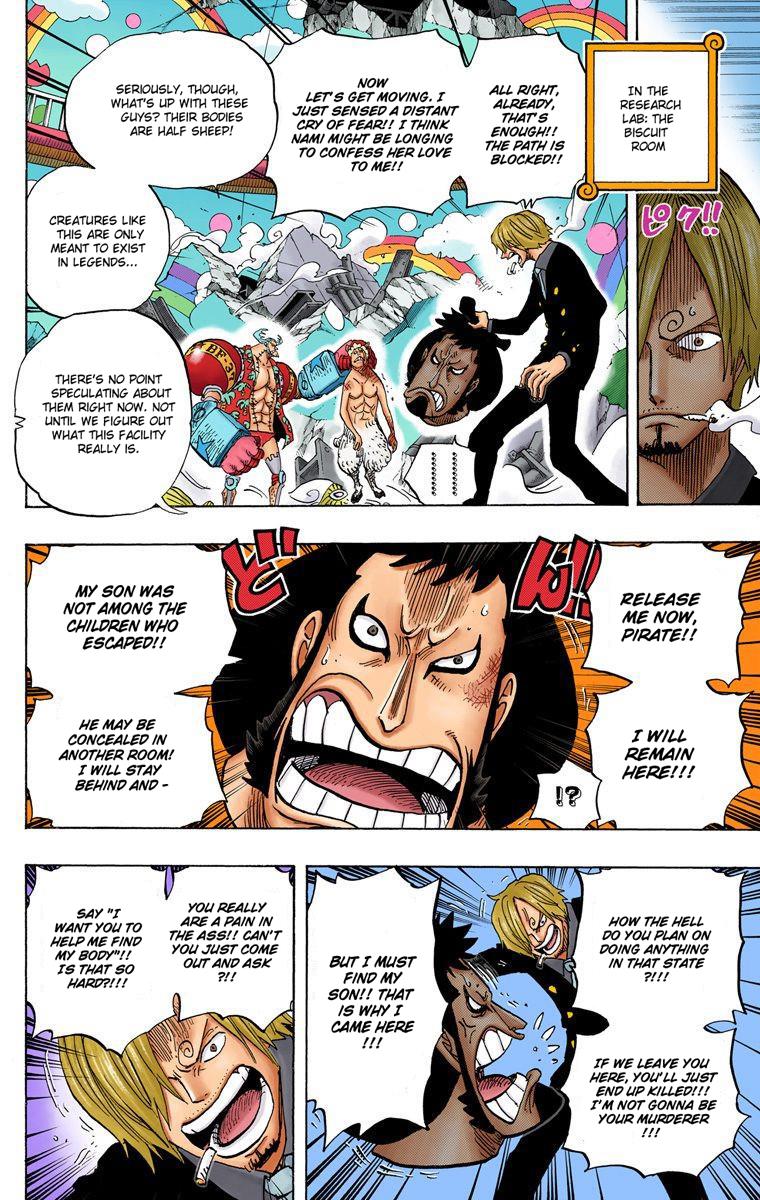 IN THE
RESEARCH
LAB: THE
BISCUIT
ROOM
ピク!!
ALL RIGHT,
ALREADY,
THAT'S
ENOUGH!!
THE PATH IS
BLOCKED!!
NOW
LET'S GET MOVING. I
JUST SENSED A DISTANT
CRY OF FEAR!! I THINK
NAMI MIGHT BE LONGING
TO CONFESS HER LOVE
TO ME!!
SERIOUSLY, THOUGH,
WHAT'S UP WITH THESE
GUYS? THEIR BODIES
ARE HALF SHEEP!
CREATURES LIKE
THIS ARE ONLY
MEANT TO EXIST
IN LEGENDS...
THERE'S NO POINT
SPECULATING ABOUT
THEM RIGHT NOW. NOT
UNTIL WE FIGURE OUT
WHAT THIS FACILITY
REALLY IS.
BF-3
どん!!
RELEASE
ME NOW,
PIRATE!!
I WILL
REMAIN
HERE!!!
!?
MY SON WAS
NOT AMONG THE
CHILDREN WHO
ESCAPED!!
HE MAY BE
CONCEALED IN
ANOTHER ROOM!
I WILL STAY
BEHIND AND -
HOW THE HELL
DO YOU PLAN ON
DOING ANYTHING
IN THAT STATE
?!!!
IF WE LEAVE YOU
HERE, YOU'LL JUST
END UP KILLED!!!
I'M NOT GONNA BE
YOUR MURDERER
!!!
BUT I MUST
FIND MY
SON!! THAT
IS WHY I
CAME HERE
!!!
YOU REALLY
ARE A PAIN IN
THE ASS!! CAN'T
YOU JUST COME
OUT AND ASK
?!!
SAY "I
WANT YOU TO
HELP ME FIND
MY BODY"!!
IS THAT SO
HARD?!!!